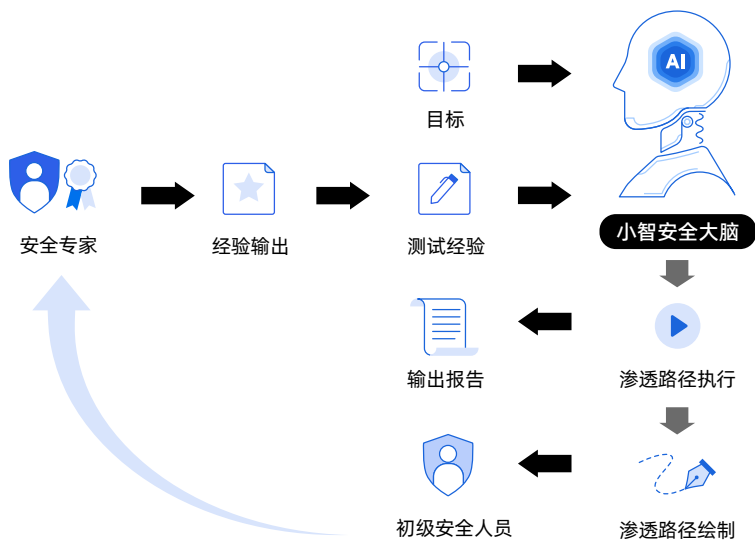 AI
目标
安全专家
经验输出
测试经验
小智安全大脑
输出报告
渗透路径执行
初级安全人员
渗透路径绘制